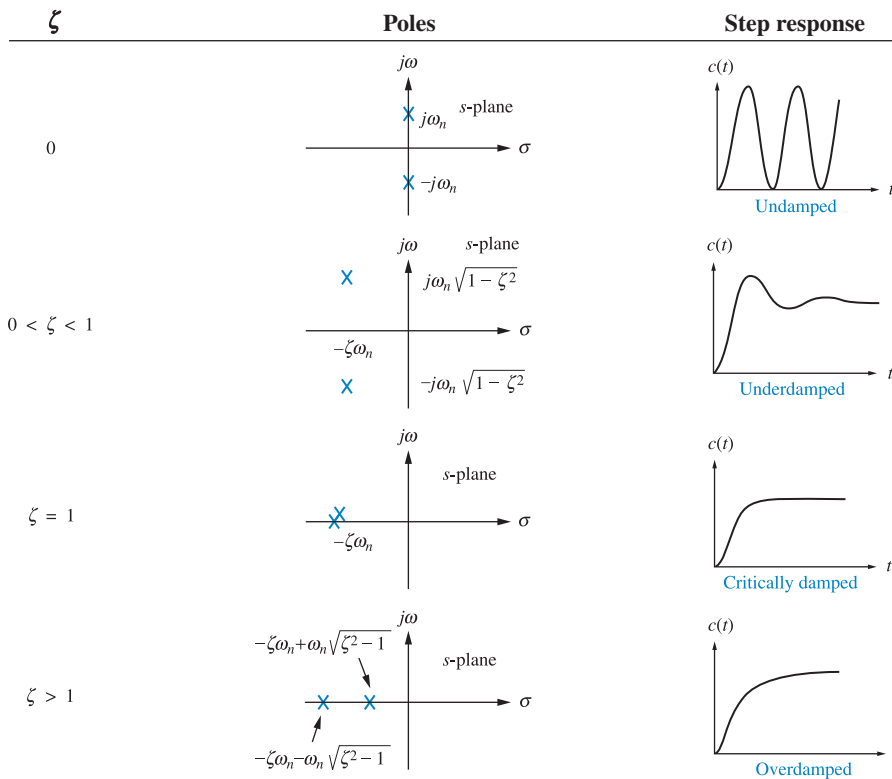 ζ Poles Step response
0
jω
s-plane
jωₙ
σ
−jωₙ
c(t)
t
Undamped
0 < ζ < 1
jω
s-plane
jωₙ√(1 − ζ²)
σ
−ζωₙ
−jωₙ√(1 − ζ²)
c(t)
t
Underdamped
ζ = 1
jω
s-plane
σ
−ζωₙ
c(t)
t
Critically damped
ζ > 1
jω
−ζωₙ+ωₙ√(ζ² − 1)
s-plane
σ
−ζωₙ−ωₙ√(ζ² − 1)
c(t)
t
Overdamped